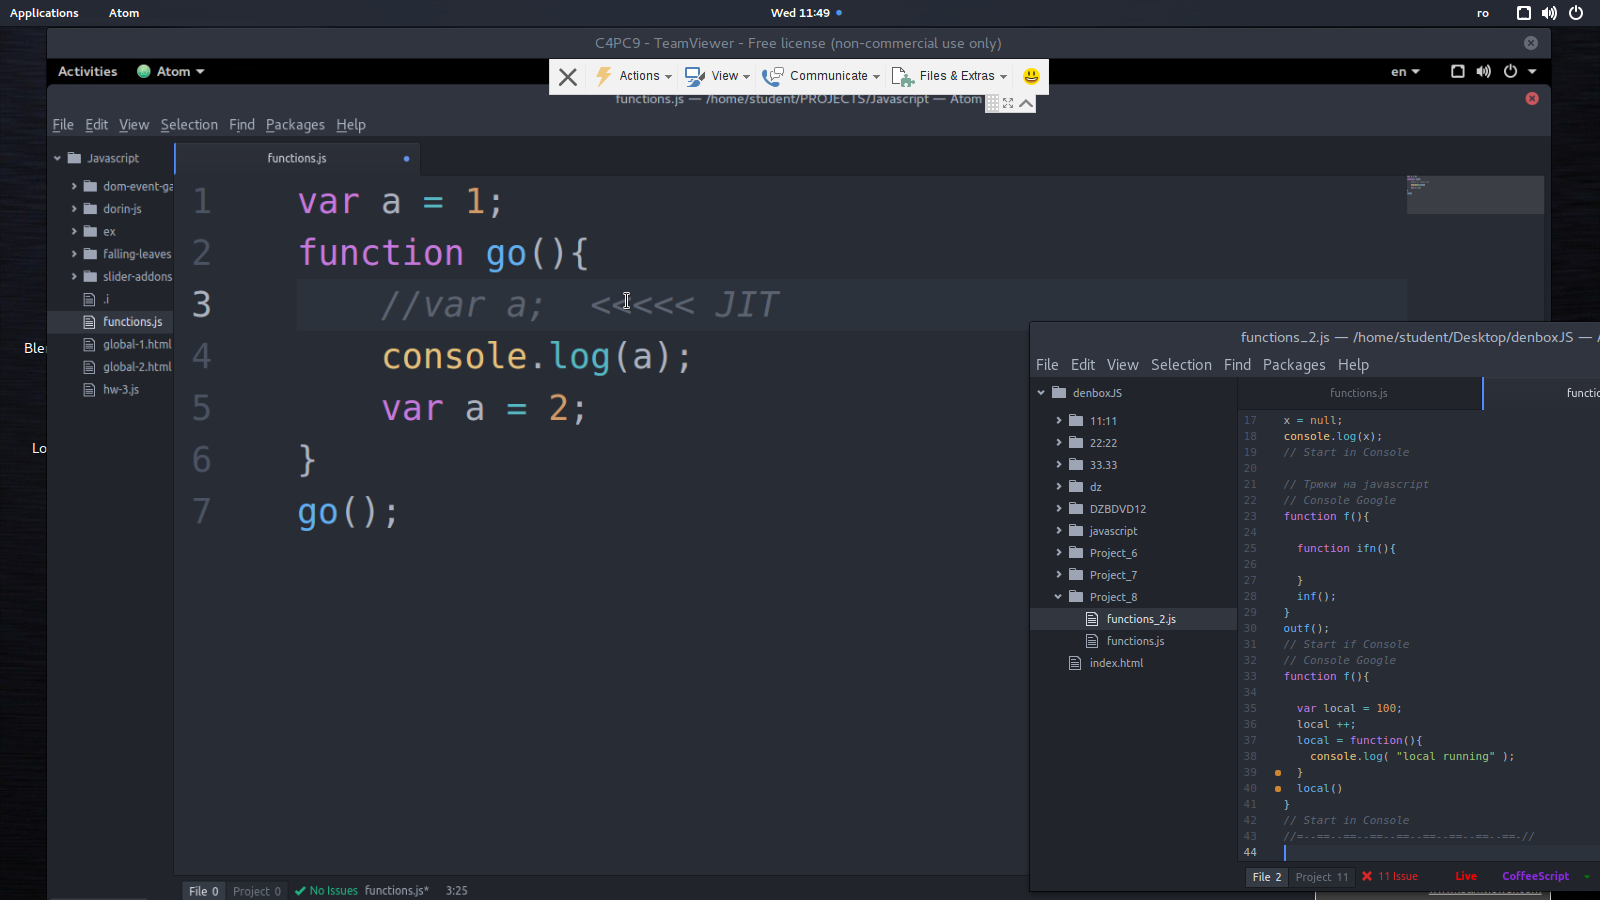 Applications Atom Wed 11:49 ro
C4PC9 - TeamViewer - Free license (non-commercial use only)
Activities Atom en
Actions View Communicate Files & Extras
functions.js — /home/student/PROJECTS/Javascript — Atom
File Edit View Selection Find Packages Help
Javascript
dom-event-ga
dorin-js
ex
falling-leaves
slider-addons
.i
functions.js
global-1.html
global-2.html
hw-3.js
Ble
Lo
functions.js
1 var a = 1;
2 function go(){
3 //var a; <<<<< JIT
4 console.log(a);
5 var a = 2;
6 }
7 go();
File 0 Project 0 No Issues functions.js* 3:25
functions_2.js — /home/student/Desktop/denboxJS —
File Edit View Selection Find Packages Help
denboxJS
11:11
22:22
33.33
dz
DZBDVD12
javascript
Project_6
Project_7
Project_8
functions_2.js
functions.js
index.html
functions.js functio
17 x = null;
18 console.log(x);
19 // Start in Console
20
21 // Трюки на javascript
22 // Console Google
23 function f(){
24
25 function ifn(){
26
27 }
28 inf();
29 }
30 outf();
31 // Start if Console
32 // Console Google
33 function f(){
34
35 var local = 100;
36 local ++;
37 local = function(){
38 console.log( "local running" );
39 }
40 local()
41 }
42 // Start in Console
43 //=--==--==--==--==--==--==--==--==-//
44
File 2 Project 11 11 Issue Live CoffeeScript